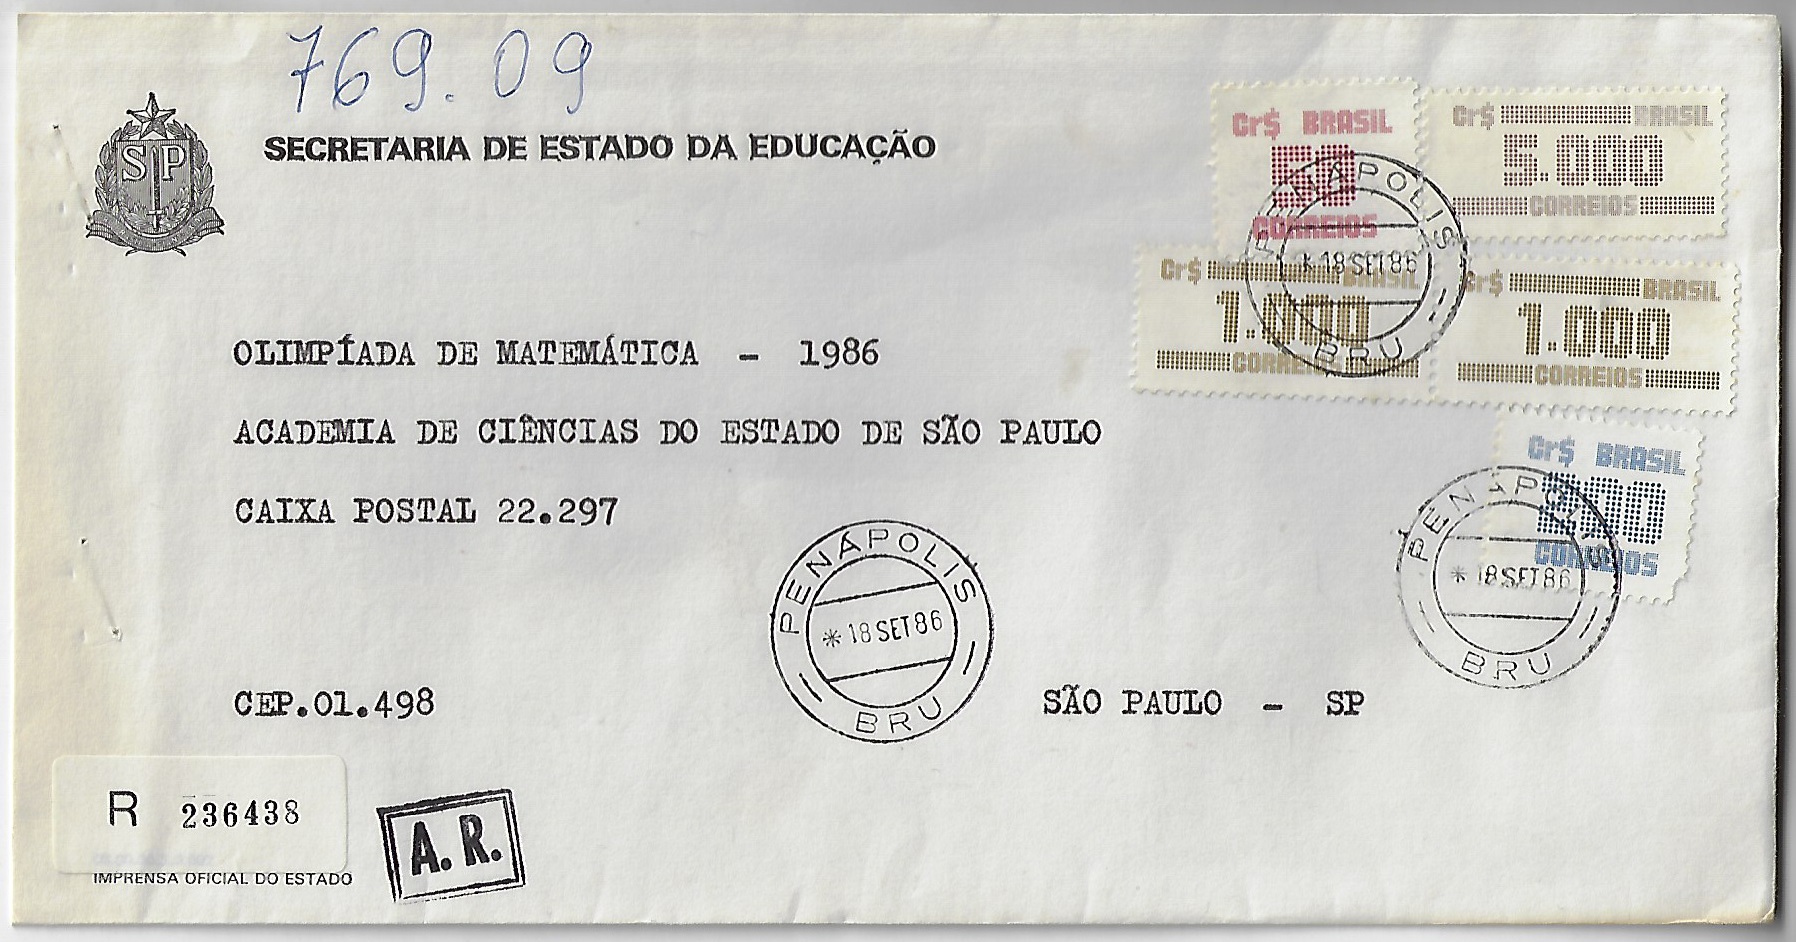 769.09
SP
SECRETARIA DE ESTADO DA EDUCAÇÃO
Cr$ BRASIL
50
CORREIOS
Cr$ BRASIL
5.000
CORREIOS
PENÁPOLIS
* 18 SET 86
BRU
Cr$ BRASIL
1.000
CORREIOS
Cr$ BRASIL
1.000
CORREIOS
OLIMPÍADA DE MATEMÁTICA - 1986
ACADEMIA DE CIÊNCIAS DO ESTADO DE SÃO PAULO
CAIXA POSTAL 22.297
Cr$ BRASIL
CORREIOS
PENÁPOLIS
* 18 SET 86
BRU
PENÁPOLIS
* 18 SET 86
BRU
CEP.01.498
SÃO PAULO - SP
R 236438
A. R.
IMPRENSA OFICIAL DO ESTADO